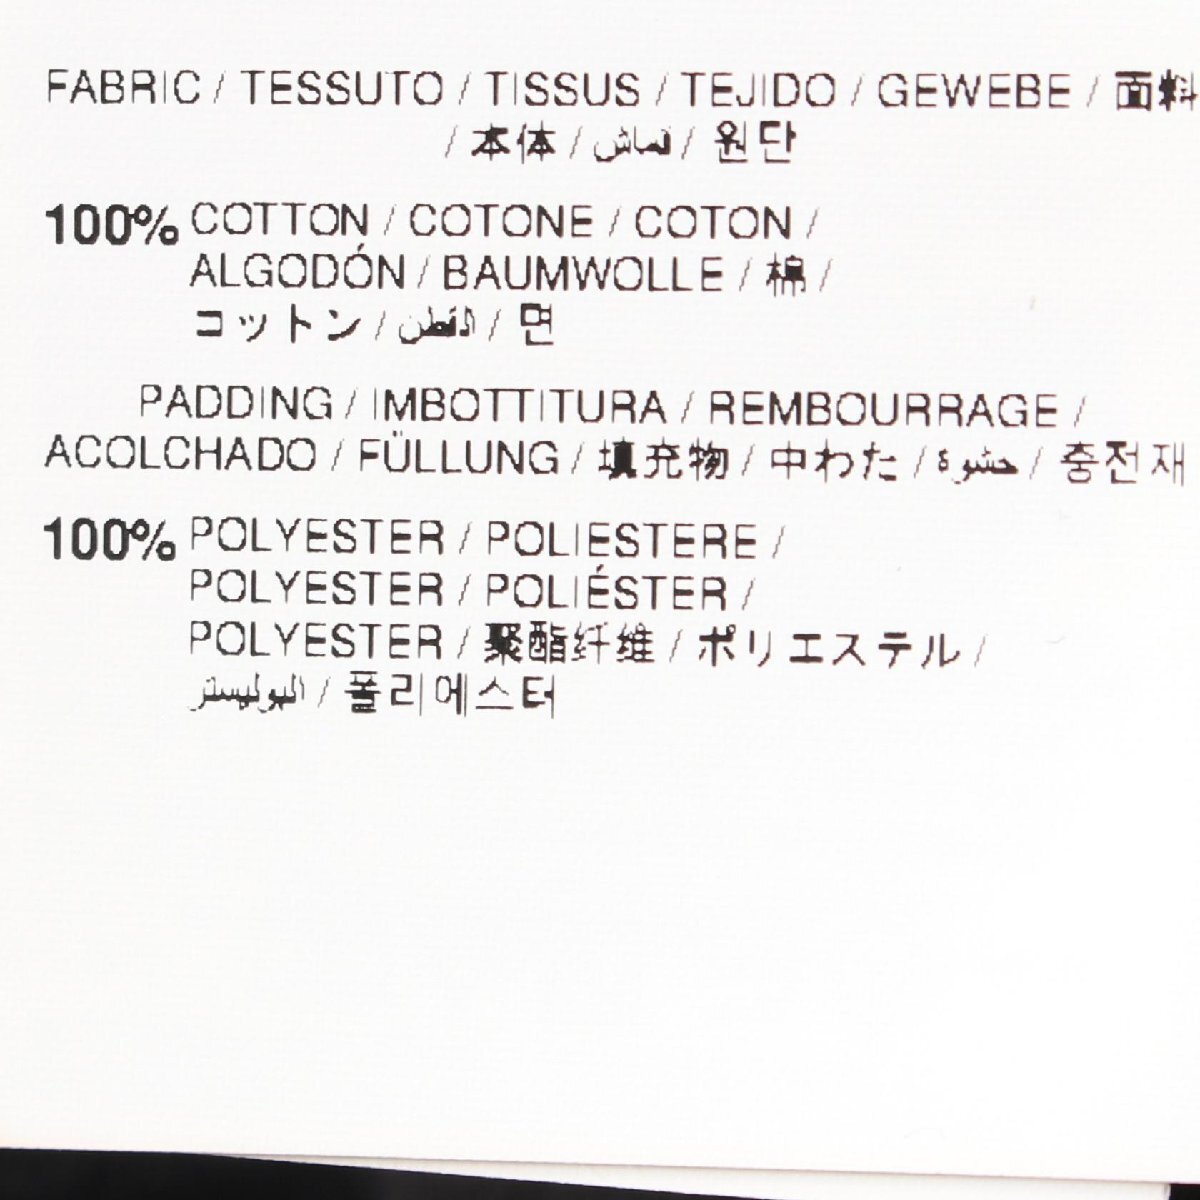 FABRIC / TESSUTO / TISSUS / TEJIDO / GEWEBE / 面料
/ 本体 / قماش / 원단
100% COTTON / COTONE / COTON /
ALGODÓN / BAUMWOLLE / 棉 /
コットン / القطن / 면
PADDING / IMBOTTITURA / REMBOURRAGE /
ACOLCHADO / FÜLLUNG / 填充物 / 中わた / حشوة / 충전재
100% POLYESTER / POLIESTERE /
POLYESTER / POLIÉSTER /
POLYESTER / 聚酯纤维 / ポリエステル /
البوليستر / 폴리에스터